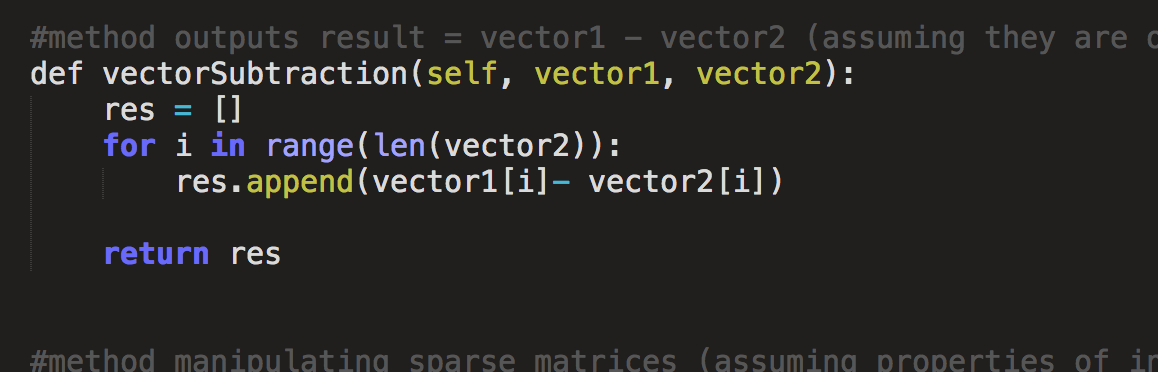 #method outputs result = vector1 - vector2 (assuming they are
def vectorSubtraction(self, vector1, vector2):
    res = []
    for i in range(len(vector2)):
        res.append(vector1[i]- vector2[i])
    return res
#method manipulating sparse matrices (assuming properties of